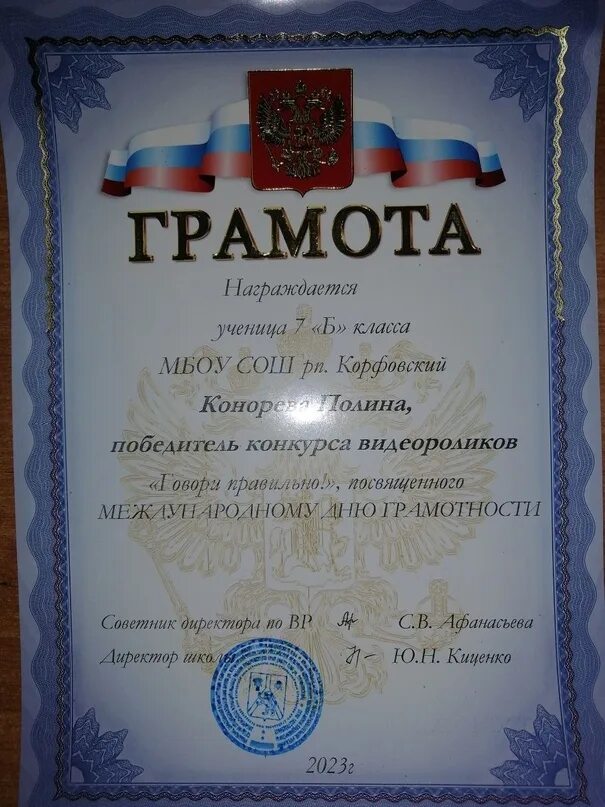 ГРАМОТА
Награждается
ученица 7 «Б» класса
МБОУ СОШ рп. Корфовский
Конорева Полина,
победитель конкурса видеороликов
«Говори правильно!», посвященного
МЕЖДУНАРОДНОМУ ДНЮ ГРАМОТНОСТИ
Советник директора по ВР С.В. Афанасьева
Директор школы Ю.Н. Киценко
2023г